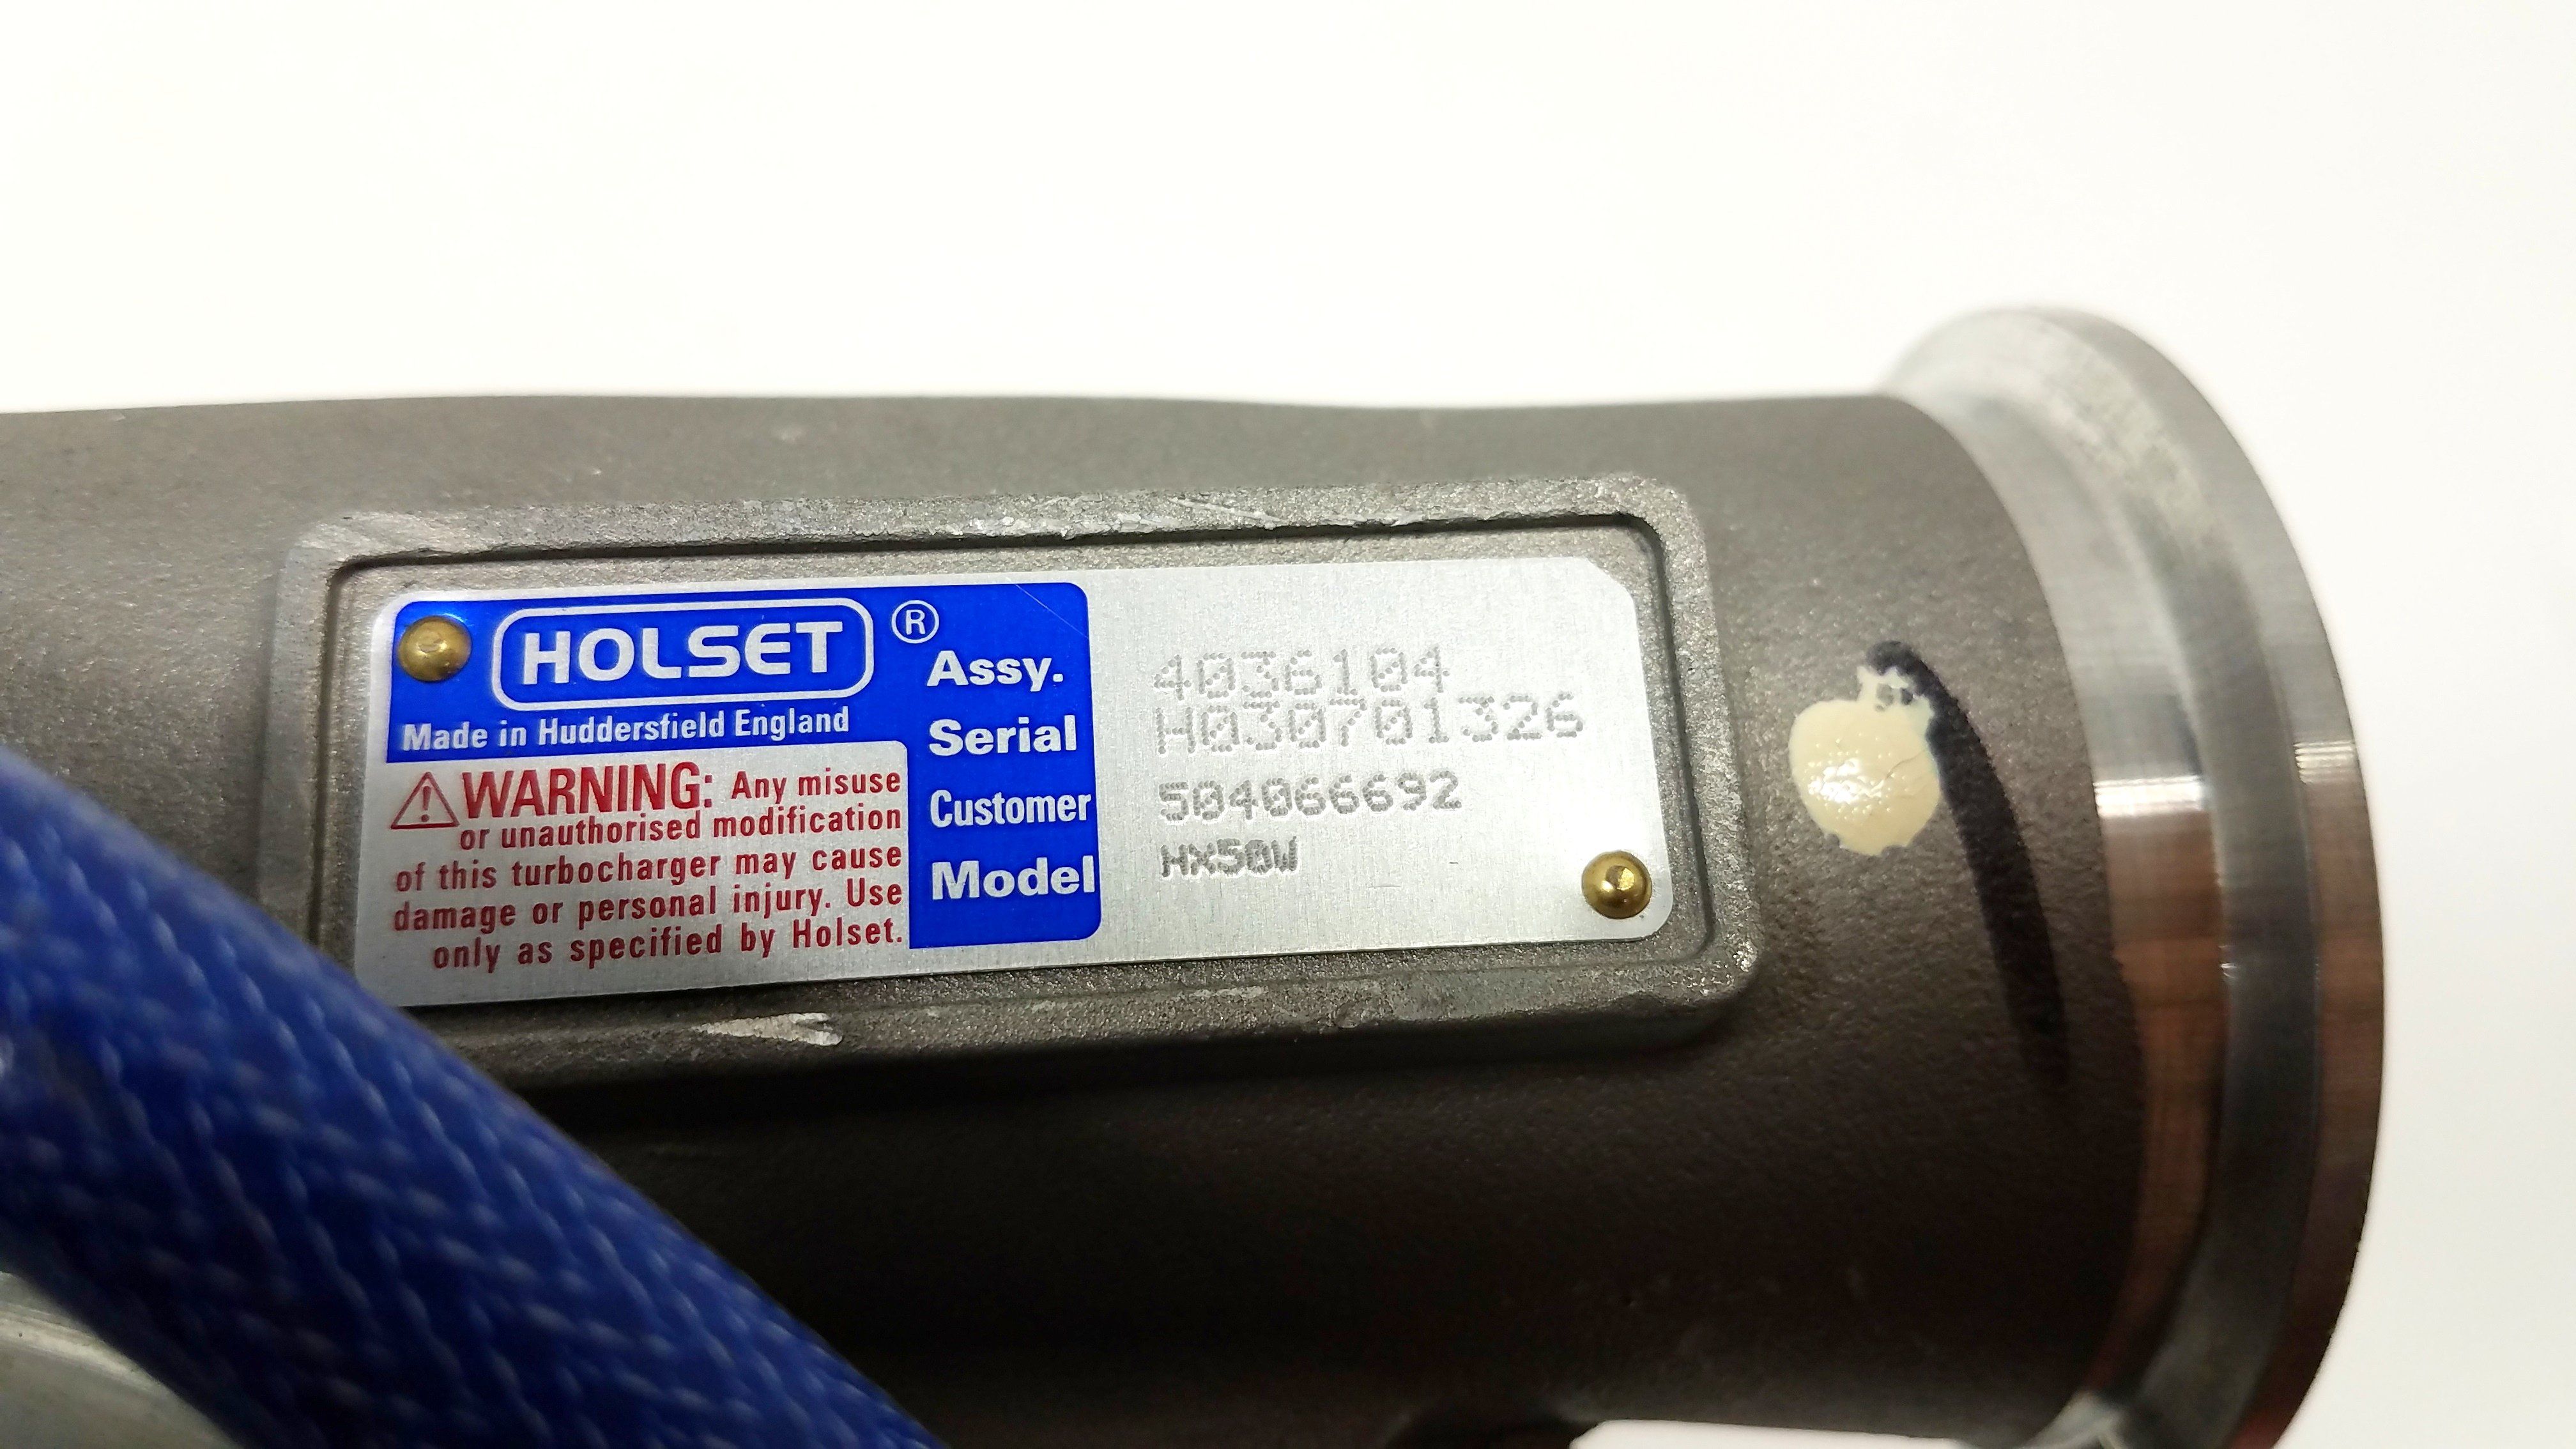 HOLSET ®
Made in Huddersfield England
WARNING: Any misuse
or unauthorised modification
of this turbocharger may cause
damage or personal injury. Use
only as specified by Holset.
Assy. 4036104
Serial H030701326
Customer 504066692
Model HX50W